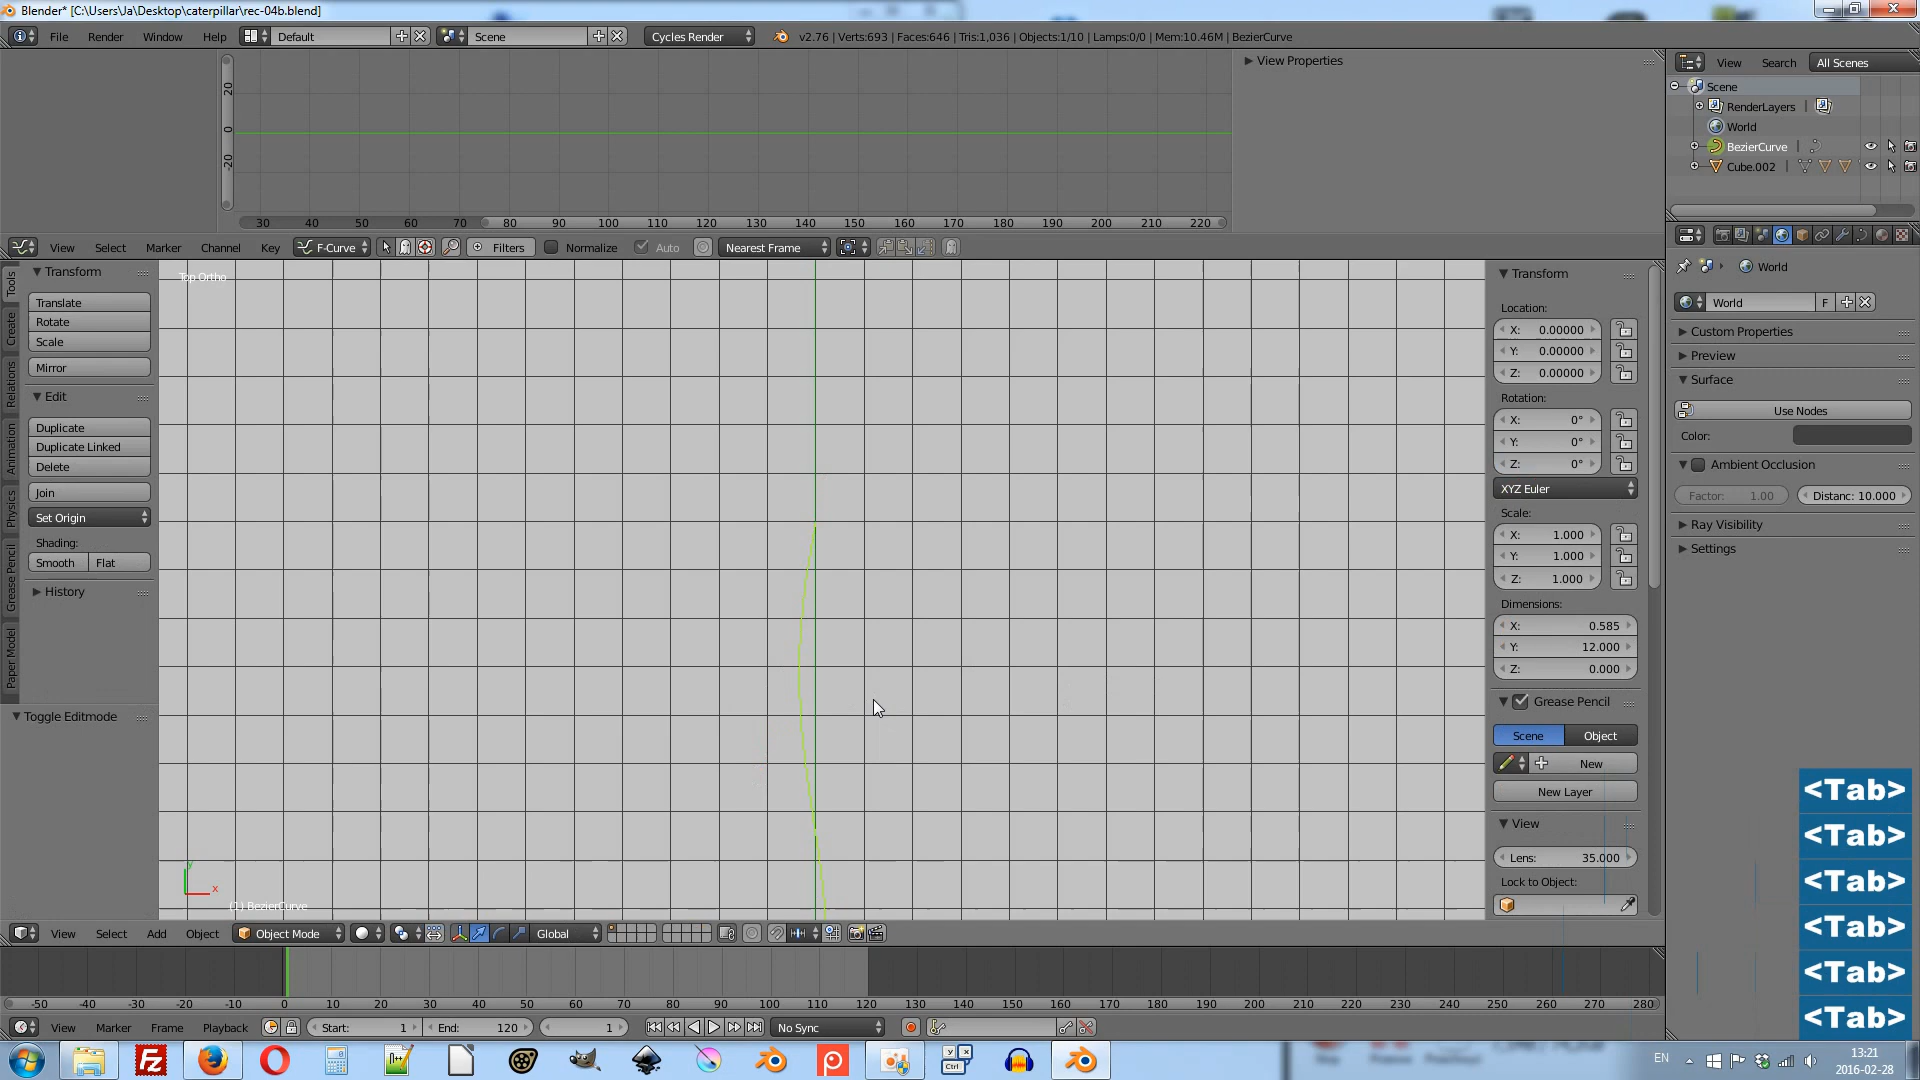 Blender* [C:\Users\Ja\Desktop\caterpillar\rec-04b.blend]
File Render Window Help Default Scene Cycles Render v2.76 | Verts:693 | Faces:646 | Tris:1,036 | Objects:1/10 | Lamps:0/0 | Mem:10.46M | BezierCurve
View Search All Scenes
View Properties
Scene
RenderLayers
World
BezierCurve
Cube.002
20
0
-20
30 40 50 60 70 80 90 100 110 120 130 140 150 160 170 180 190 200 210 220
View Select Marker Channel Key F-Curve Filters Normalize Auto Nearest Frame
World
World F
Custom Properties
Preview
Surface
Use Nodes
Color:
Ambient Occlusion
Factor: 1.00 Distanc: 10.000
Ray Visibility
Settings
Tools
Create
Relations
Animation
Physics
Grease Pencil
Paper Model
Transform
Translate
Rotate
Scale
Mirror
Edit
Duplicate
Duplicate Linked
Delete
Join
Set Origin
Shading:
Smooth Flat
History
Toggle Editmode
Top Ortho
y
x
(1) BezierCurve
Transform
Location:
X: 0.00000
Y: 0.00000
Z: 0.00000
Rotation:
X: 0°
Y: 0°
Z: 0°
XYZ Euler
Scale:
X: 1.000
Y: 1.000
Z: 1.000
Dimensions:
X: 0.585
Y: 12.000
Z: 0.000
Grease Pencil
Scene Object
New
New Layer
View
Lens: 35.000
Lock to Object:
<Tab>
<Tab>
<Tab>
<Tab>
<Tab>
<Tab>
View Select Add Object Object Mode Global
-50 -40 -30 -20 -10 0 10 20 30 40 50 60 70 80 90 100 110 120 130 140 150 160 170 180 190 200 210 220 230 240 250 260 270 280
View Marker Frame Playback Start: 1 End: 120 1 No Sync
Y X
Ctrl
EN
13:21
2016-02-28